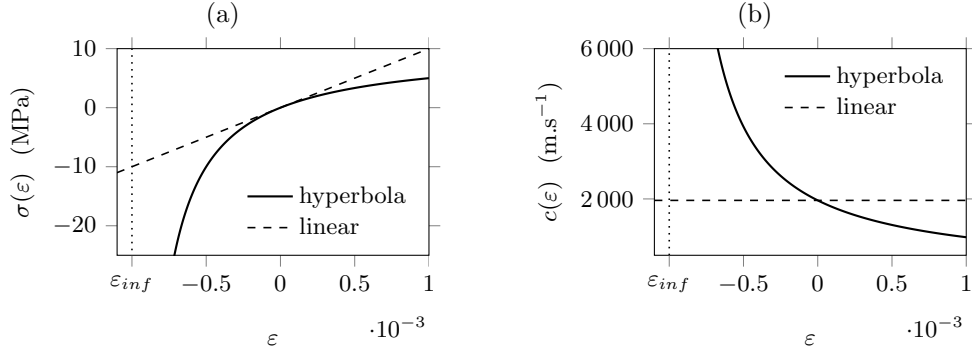 (a)
σ(ε) (MPa)
10
0
−10
−20
hyperbola
linear
ε_inf −0.5 0 0.5 1
·10⁻³
ε
(b)
c(ε) (m.s⁻¹)
6 000
4 000
2 000
hyperbola
linear
ε_inf −0.5 0 0.5 1
·10⁻³
ε